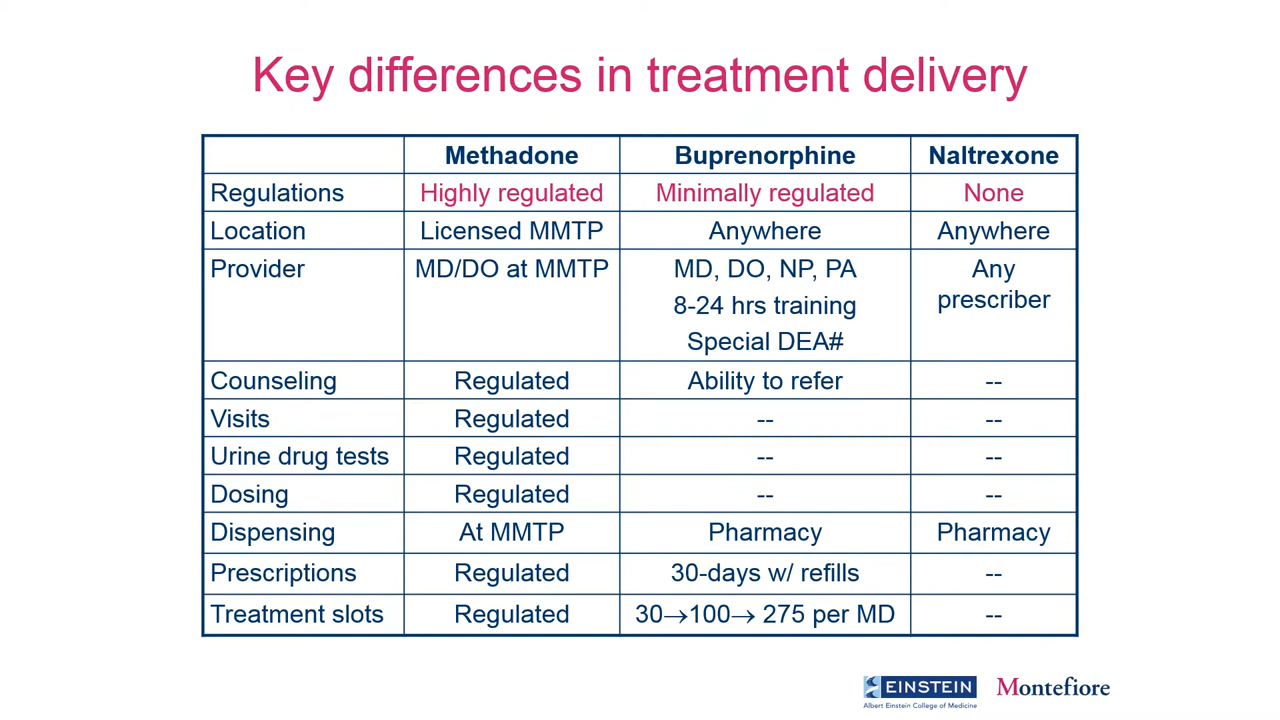 Key differences in treatment delivery
Methadone Buprenorphine Naltrexone
Regulations Highly regulated Minimally regulated None
Location Licensed MMTP Anywhere Anywhere
Provider MD/DO at MMTP MD, DO, NP, PA Any
8-24 hrs training prescriber
Special DEA#
Counseling Regulated Ability to refer --
Visits Regulated -- --
Urine drug tests Regulated -- --
Dosing Regulated -- --
Dispensing At MMTP Pharmacy Pharmacy
Prescriptions Regulated 30-days w/ refills --
Treatment slots Regulated 30→100→ 275 per MD --
EINSTEIN Montefiore
Albert Einstein College of Medicine